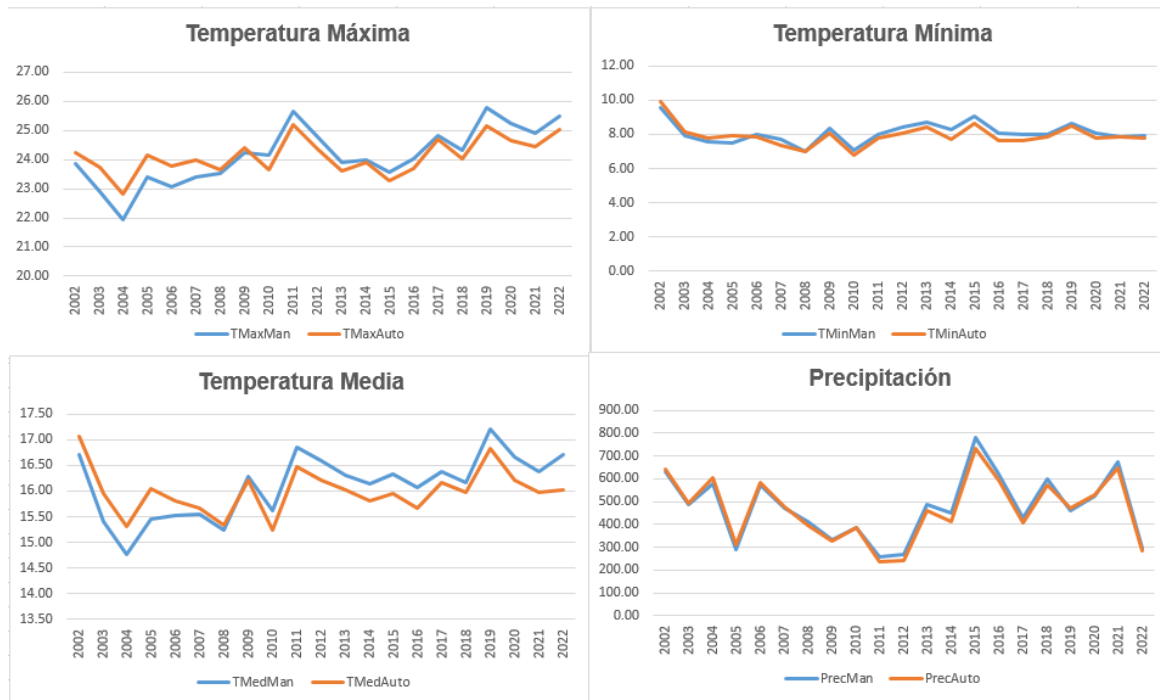 Temperatura Máxima
27.00
26.00
25.00
24.00
23.00
22.00
21.00
20.00
2002 2003 2004 2005 2006 2007 2008 2009 2010 2011 2012 2013 2014 2015 2016 2017 2018 2019 2020 2021 2022
TMaxMan TMaxAuto
Temperatura Mínima
12.00
10.00
8.00
6.00
4.00
2.00
0.00
2002 2003 2004 2005 2006 2007 2008 2009 2010 2011 2012 2013 2014 2015 2016 2017 2018 2019 2020 2021 2022
TMinMan TMinAuto
Temperatura Media
17.50
17.00
16.50
16.00
15.50
15.00
14.50
14.00
13.50
2002 2003 2004 2005 2006 2007 2008 2009 2010 2011 2012 2013 2014 2015 2016 2017 2018 2019 2020 2021 2022
TMedMan TMedAuto
Precipitación
900.00
800.00
700.00
600.00
500.00
400.00
300.00
200.00
100.00
0.00
2002 2003 2004 2005 2006 2007 2008 2009 2010 2011 2012 2013 2014 2015 2016 2017 2018 2019 2020 2021 2022
PrecMan PrecAuto